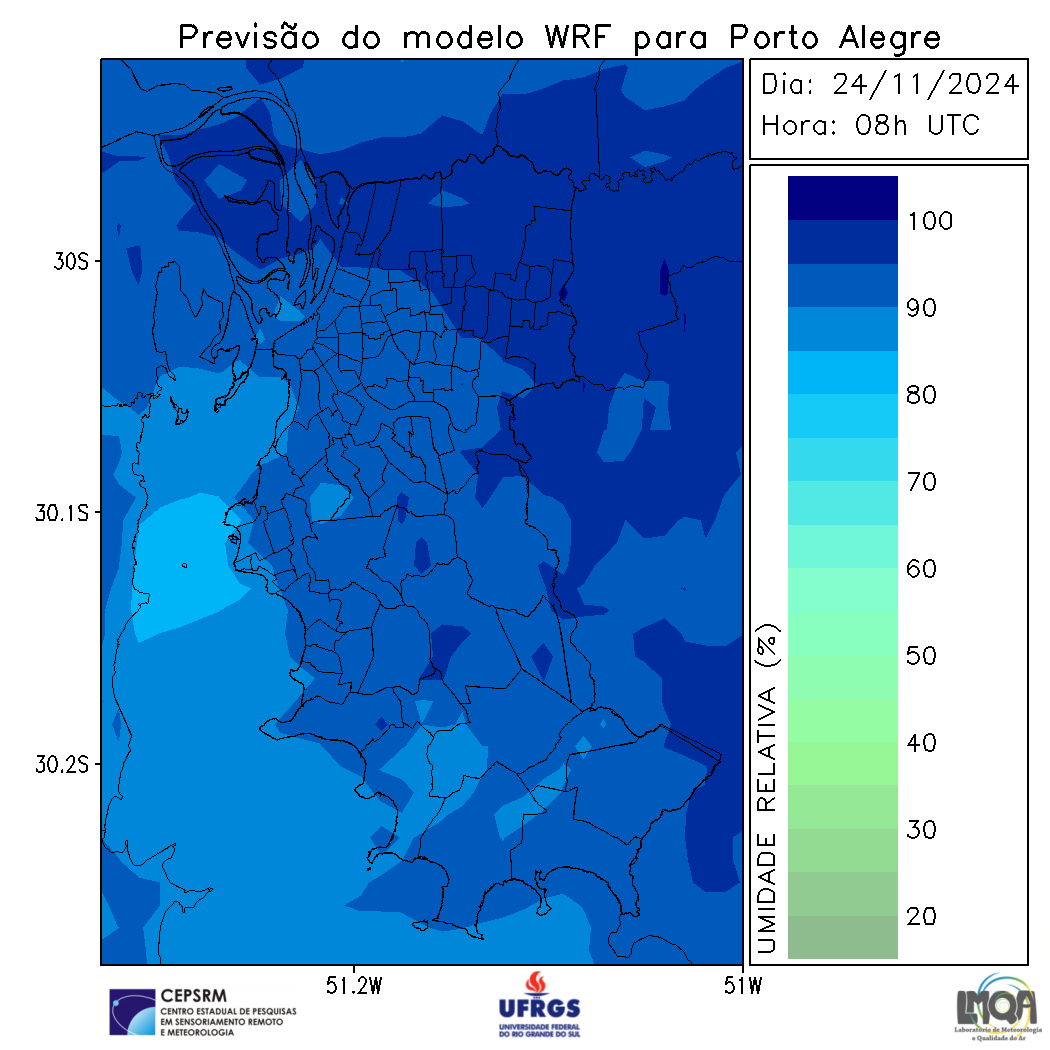 Previsão do modelo WRF para Porto Alegre
Dia: 24/11/2024
Hora: 08h UTC
30S
30.1S
30.2S
51.2W
51W
100
90
80
70
60
50
40
30
20
UMIDADE RELATIVA (%)
CEPSRM
CENTRO ESTADUAL DE PESQUISAS
EM SENSORIAMENTO REMOTO
E METEOROLOGIA
UFRGS
UNIVERSIDADE FEDERAL
DO RIO GRANDE DO SUL
LMQA
Laboratório de Meteorologia
e Qualidade do Ar